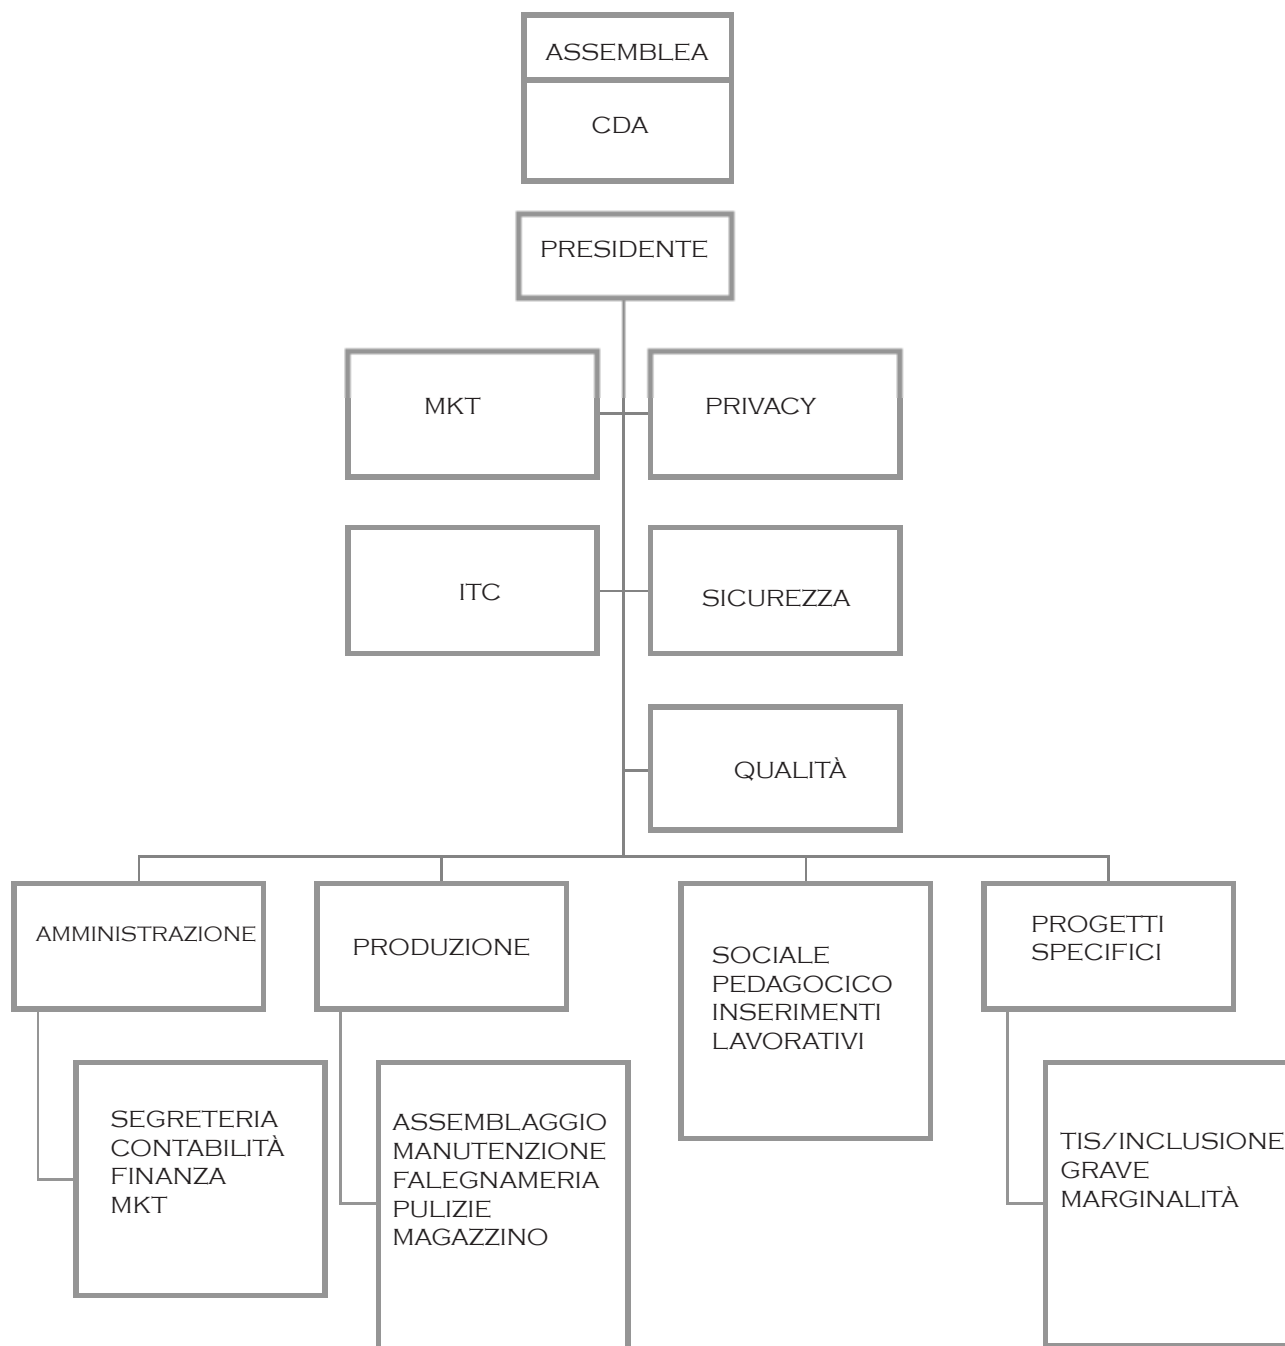 ASSEMBLEA
CDA
PRESIDENTE
MKT
PRIVACY
ITC
SICUREZZA
QUALITÀ
AMMINISTRAZIONE
PRODUZIONE
SOCIALE
PEDAGOCICO
INSERIMENTI
LAVORATIVI
PROGETTI
SPECIFICI
SEGRETERIA
CONTABILITÀ
FINANZA
MKT
ASSEMBLAGGIO
MANUTENZIONE
FALEGNAMERIA
PULIZIE
MAGAZZINO
TIS/INCLUSIONE
GRAVE
MARGINALITÀ